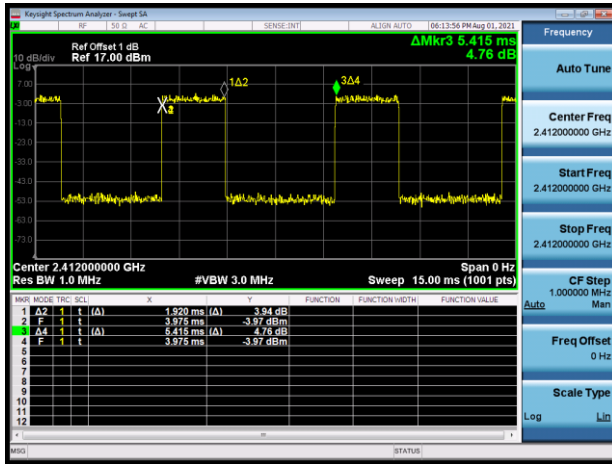 Keysight Spectrum Analyzer - Swept SA
RF 50 Ω AC SENSE:INT ALIGN AUTO 06:13:56 PM Aug 01, 2021
Ref Offset 1 dB
Ref 17.00 dBm
ΔMkr3 5.415 ms
4.76 dB
10 dB/div
Log
7.00
-3.00
-13.0
-23.0
-33.0
-43.0
-53.0
-63.0
-73.0
1Δ2
3Δ4
Center 2.412000000 GHz
Span 0 Hz
Res BW 1.0 MHz #VBW 3.0 MHz Sweep 15.00 ms (1001 pts)
MKR MODE TRC SCL X Y FUNCTION FUNCTION WIDTH FUNCTION VALUE
1 Δ2 1 t (Δ) 1.920 ms (Δ) 3.94 dB
2 F 1 t 3.975 ms -3.97 dBm
3 Δ4 1 t (Δ) 5.415 ms (Δ) 4.76 dB
4 F 1 t 3.975 ms -3.97 dBm
5
6
7
8
9
10
11
12
MSG STATUS
Frequency
Auto Tune
Center Freq
2.412000000 GHz
Start Freq
2.412000000 GHz
Stop Freq
2.412000000 GHz
CF Step
1.000000 MHz
Auto Man
Freq Offset
0 Hz
Scale Type
Log Lin